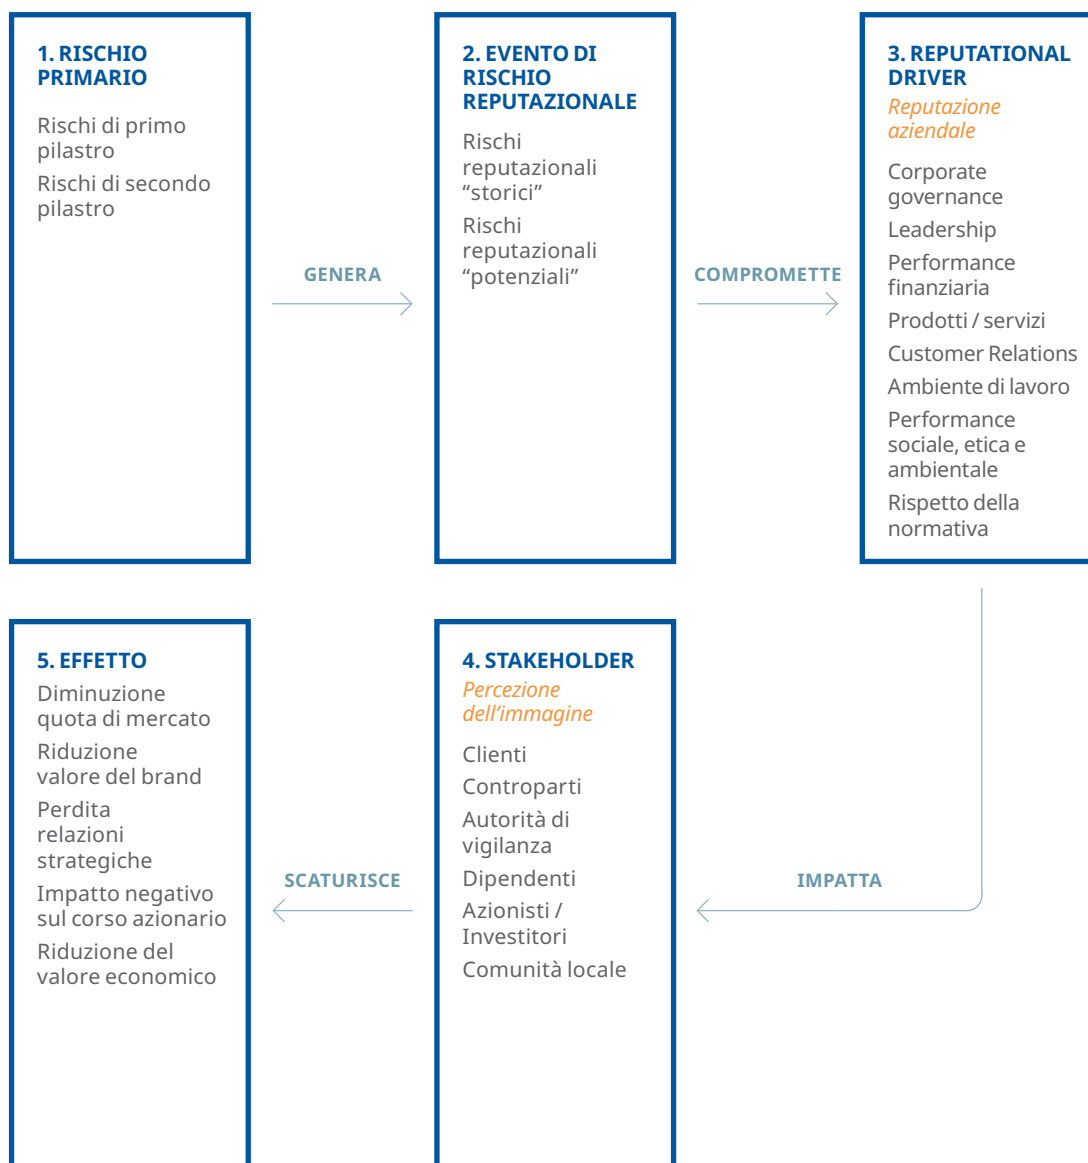 1. RISCHIO
PRIMARIO
Rischi di primo
pilastro
Rischi di secondo
pilastro
GENERA
2. EVENTO DI
RISCHIO
REPUTAZIONALE
Rischi
reputazionali
“storici”
Rischi
reputazionali
“potenziali”
COMPROMETTE
3. REPUTATIONAL
DRIVER
Reputazione
aziendale
Corporate
governance
Leadership
Performance
finanziaria
Prodotti / servizi
Customer Relations
Ambiente di lavoro
Performance
sociale, etica e
ambientale
Rispetto della
normativa
IMPATTA
4. STAKEHOLDER
Percezione
dell’immagine
Clienti
Controparti
Autorità di
vigilanza
Dipendenti
Azionisti /
Investitori
Comunità locale
SCATURISCE
5. EFFETTO
Diminuzione
quota di mercato
Riduzione
valore del brand
Perdita
relazioni
strategiche
Impatto negativo
sul corso azionario
Riduzione del
valore economico